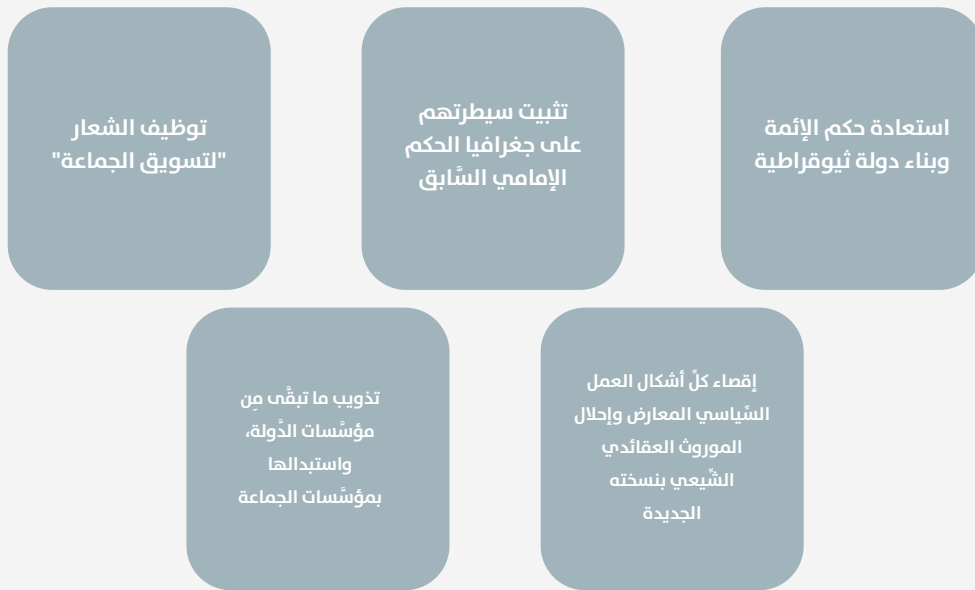 استعادة حكم الإئمة
وبناء دولة ثيوقراطية
تثبيت سيطرتهم
على جغرافيا الحكم
الإمامي السَّابق
توظيف الشعار
"لتسويق الجماعة"
إقصاء كلِّ أشكال العمل
السِّياسي المعارض وإحلال
الموروث العقائدي
الشِّيعي بنسخته
الجديدة
تذويب ما تبقَّى مِن
مؤسَّسات الدَّولة،
واستبدالها
بمؤسَّسات الجماعة